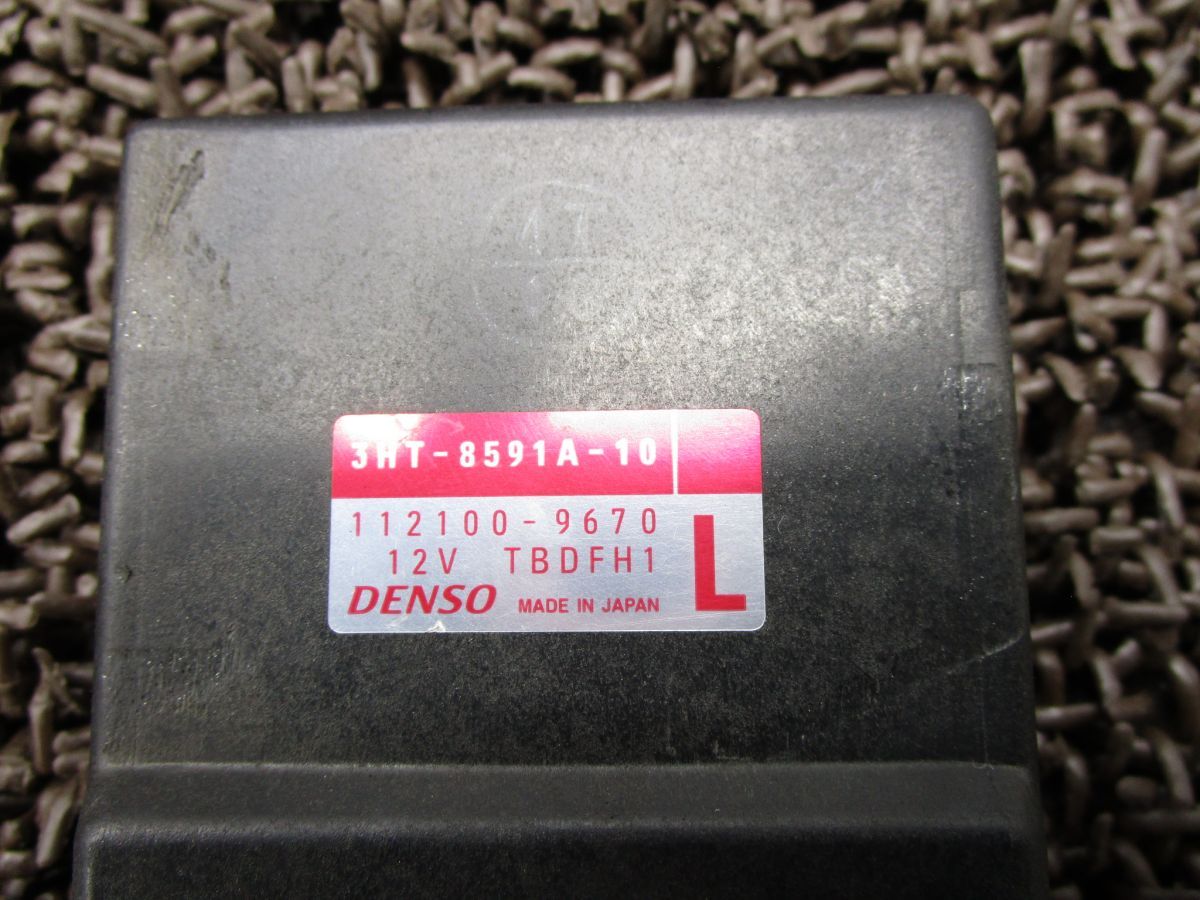 3HT-8591A-10
112100-9670
12V TBDFH1
L
DENSO MADE IN JAPAN